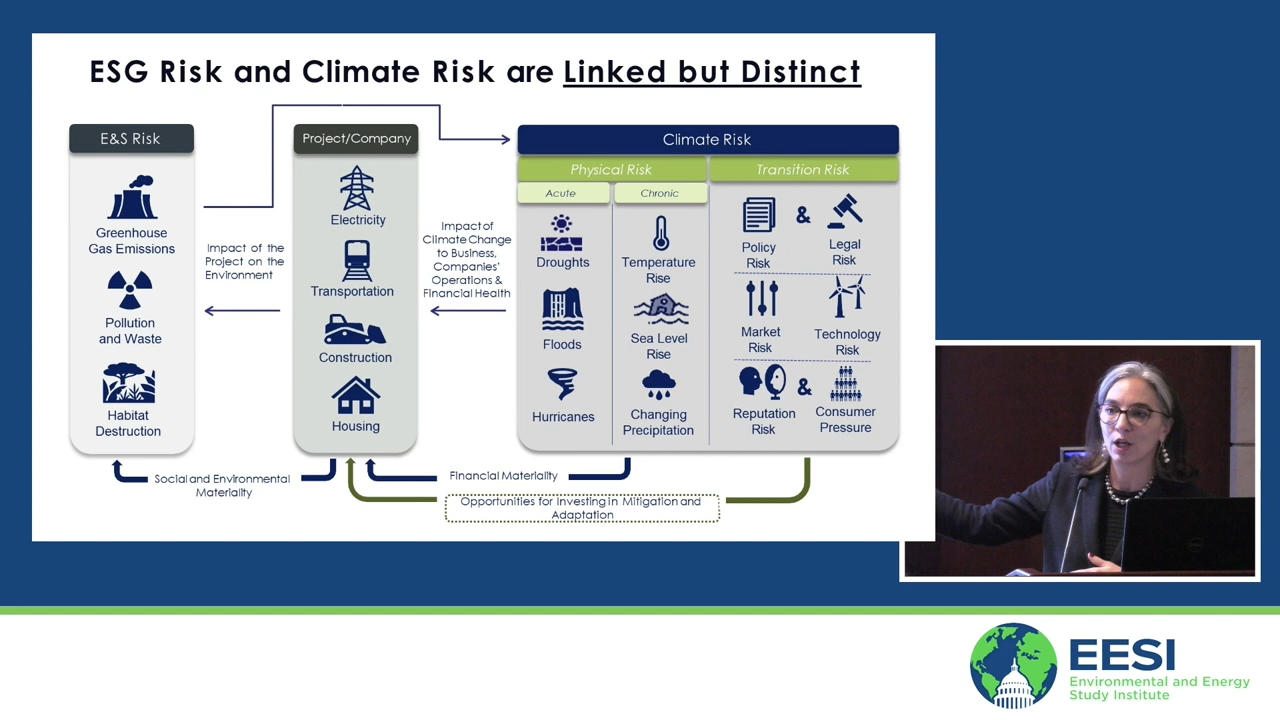 ESG Risk and Climate Risk are Linked but Distinct
E&S Risk
Greenhouse
Gas Emissions
Pollution
and Waste
Habitat
Destruction
Impact of the
Project on the
Environment
Project/Company
Electricity
Transportation
Construction
Housing
Impact of
Climate Change
to Business,
Companies'
Operations &
Financial Health
Climate Risk
Physical Risk
Transition Risk
Acute
Chronic
Droughts
Floods
Hurricanes
Temperature
Rise
Sea Level
Rise
Changing
Precipitation
Policy
Risk
&
Legal
Risk
Market
Risk
Technology
Risk
Reputation
Risk
&
Consumer
Pressure
Social and Environmental
Materiality
Financial Materiality
Opportunities for Investing in Mitigation and
Adaptation
EESI
Environmental and Energy
Study Institute